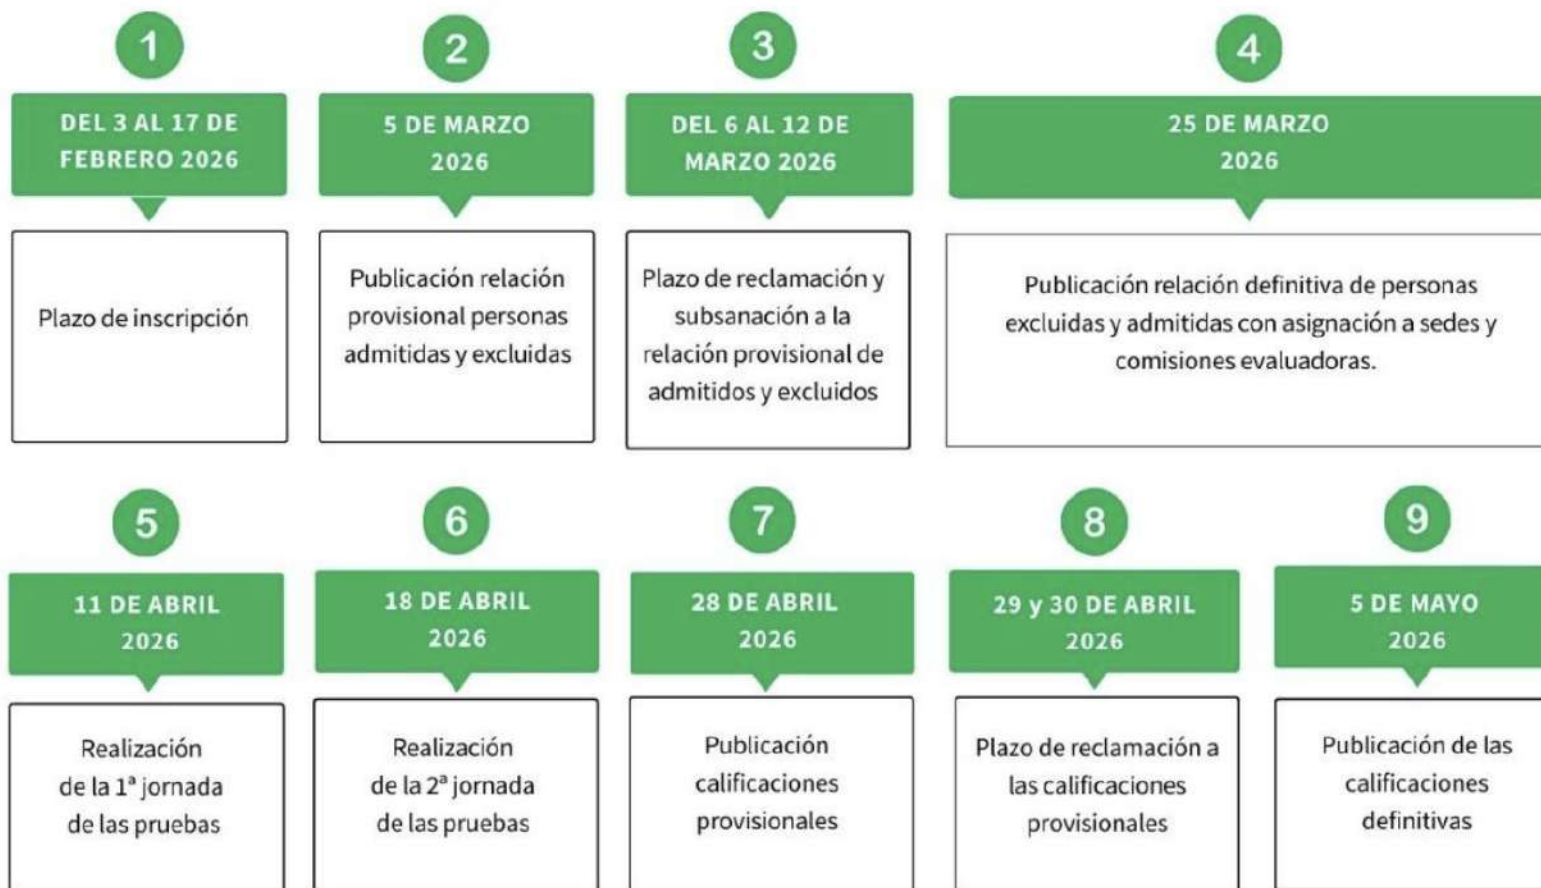 1
DEL 3 AL 17 DE
FEBRERO 2026
Plazo de inscripción
2
5 DE MARZO
2026
Publicación relación
provisional personas
admitidas y excluidas
3
DEL 6 AL 12 DE
MARZO 2026
Plazo de reclamación y
subsanación a la
relación provisional de
admitidos y excluidos
4
25 DE MARZO
2026
Publicación relación definitiva de personas
excluidas y admitidas con asignación a sedes y
comisiones evaluadoras.
5
11 DE ABRIL
2026
Realización
de la 1ª jornada
de las pruebas
6
18 DE ABRIL
2026
Realización
de la 2ª jornada
de las pruebas
7
28 DE ABRIL
2026
Publicación
calificaciones
provisionales
8
29 y 30 DE ABRIL
2026
Plazo de reclamación a
las calificaciones
provisionales
9
5 DE MAYO
2026
Publicación de las
calificaciones
definitivas